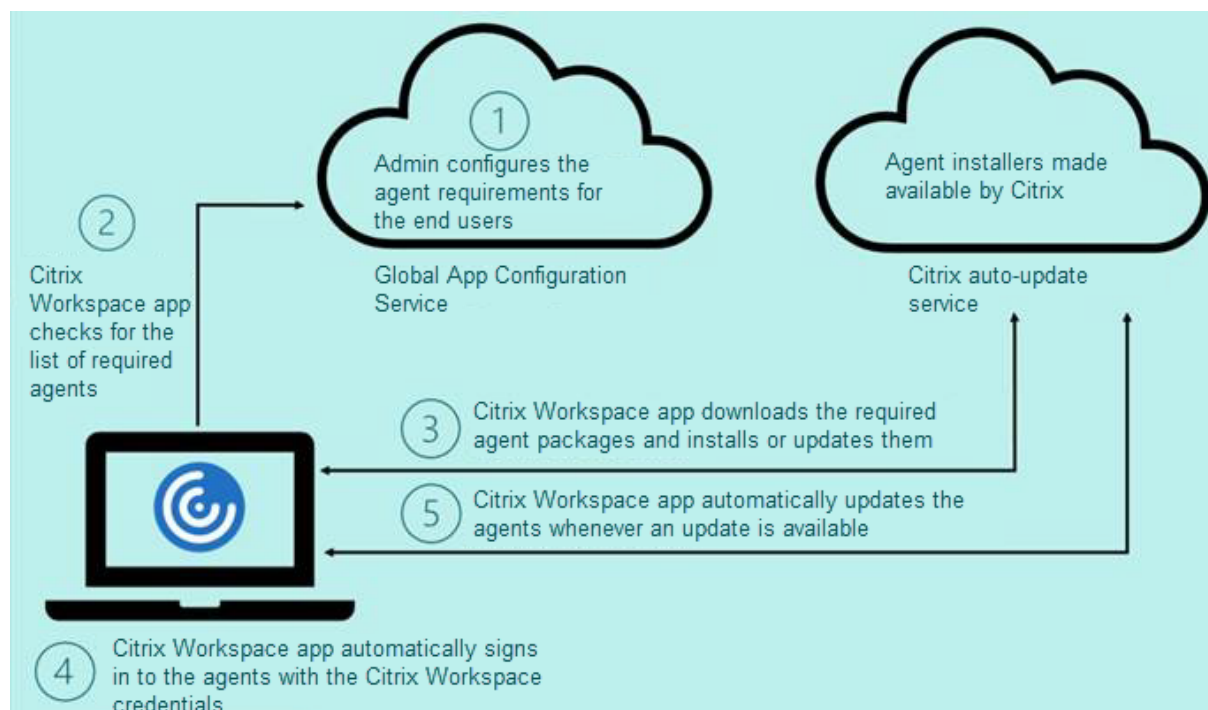 1
Admin configures the
agent requirements for
the end users
Global App Configuration
Service
Agent installers made
available by Citrix
Citrix auto-update
service
2
Citrix
Workspace app
checks for the
list of required
agents
3
Citrix Workspace app downloads the required
agent packages and installs or updates them
5
Citrix Workspace app automatically updates the
agents whenever an update is available
4
Citrix Workspace app automatically signs
in to the agents with the Citrix Workspace
credentials